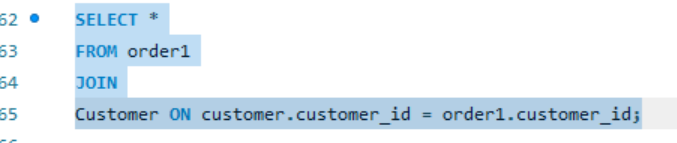 62 SELECT *
63 FROM order1
64 JOIN
65 Customer ON customer.customer_id = order1.customer_id;